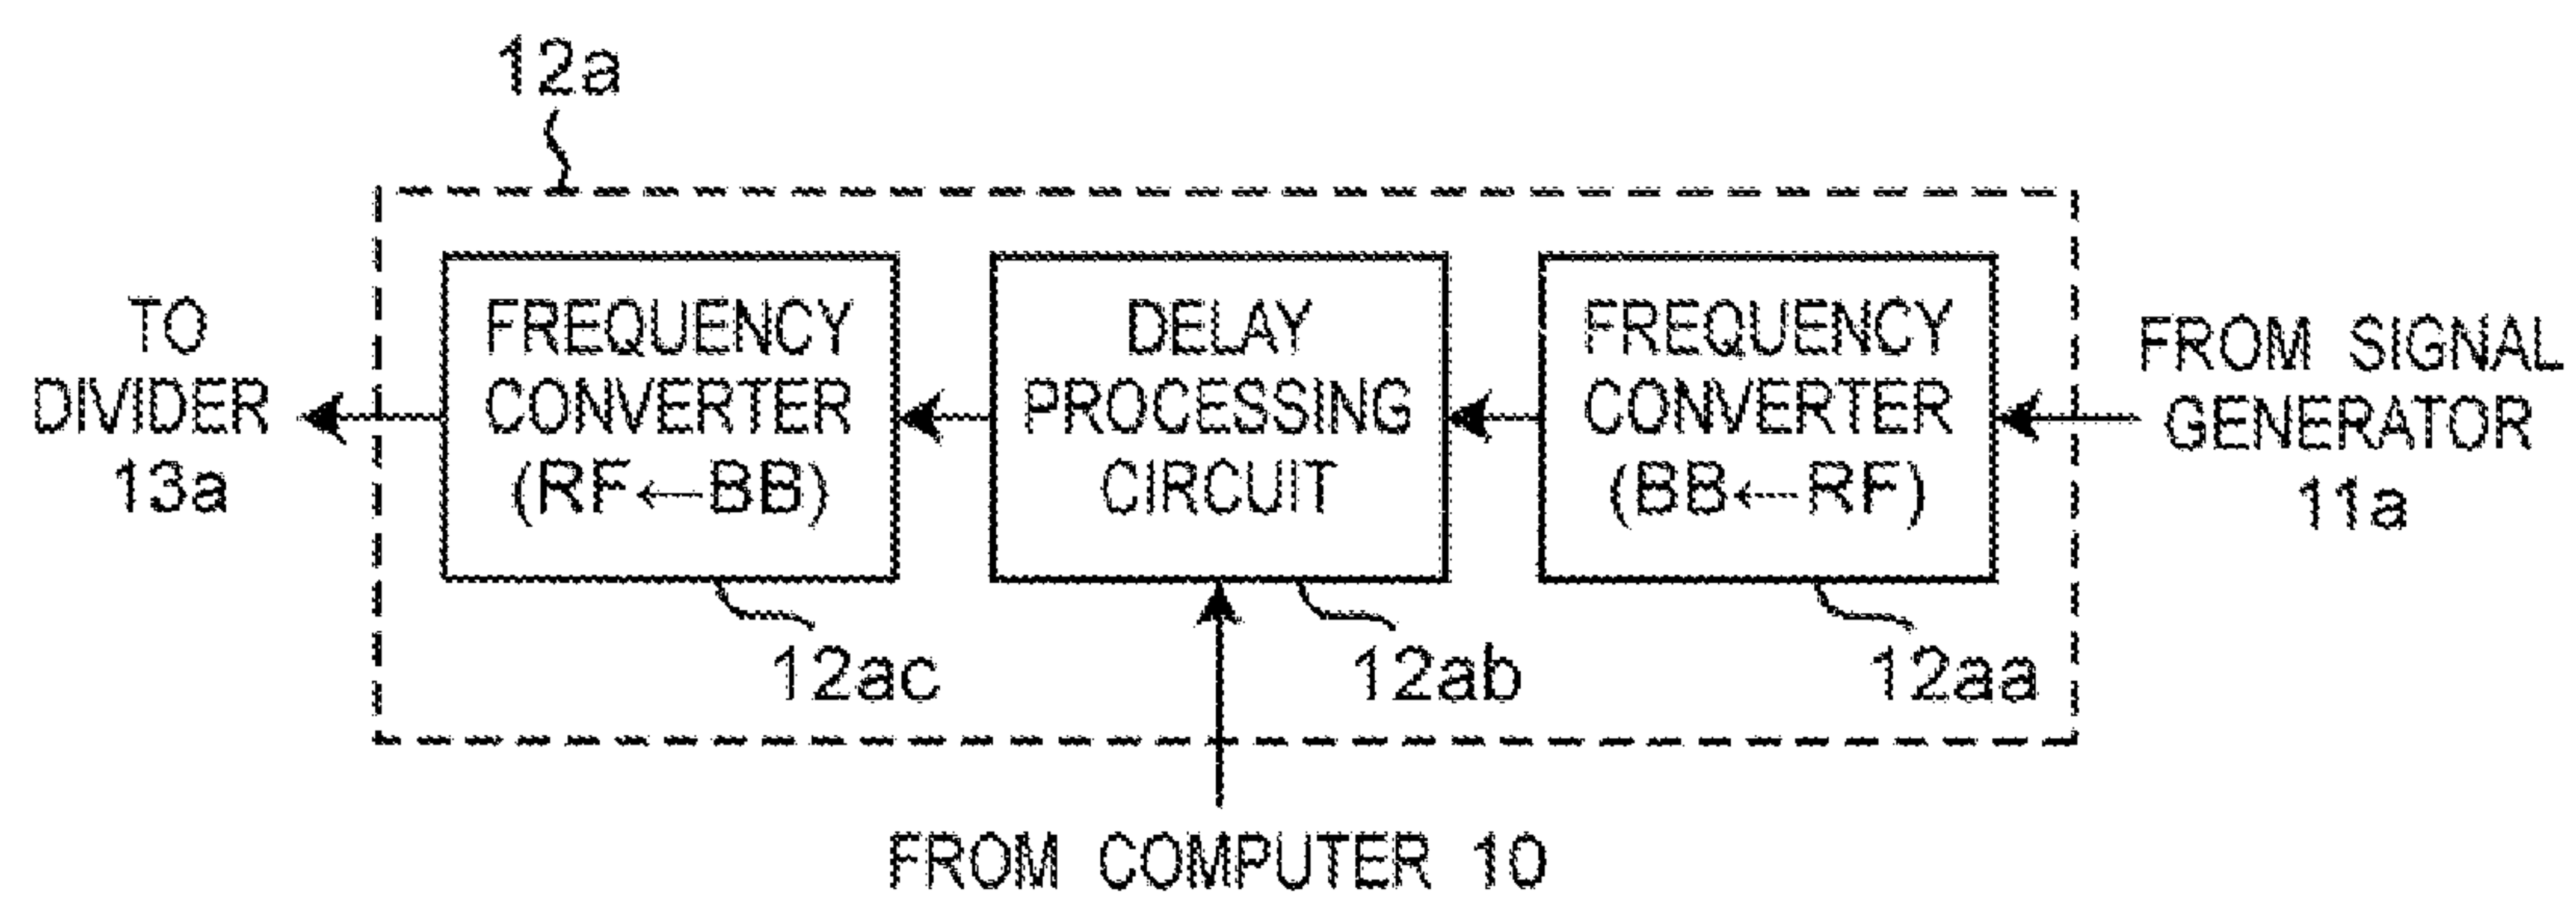 12a
TO
DIVIDER
13a
FREQUENCY
CONVERTER
(RF←BB)
12ac
DELAY
PROCESSING
CIRCUIT
12ab
FREQUENCY
CONVERTER
(BB←RF)
12aa
FROM SIGNAL
GENERATOR
11a
FROM COMPUTER 10